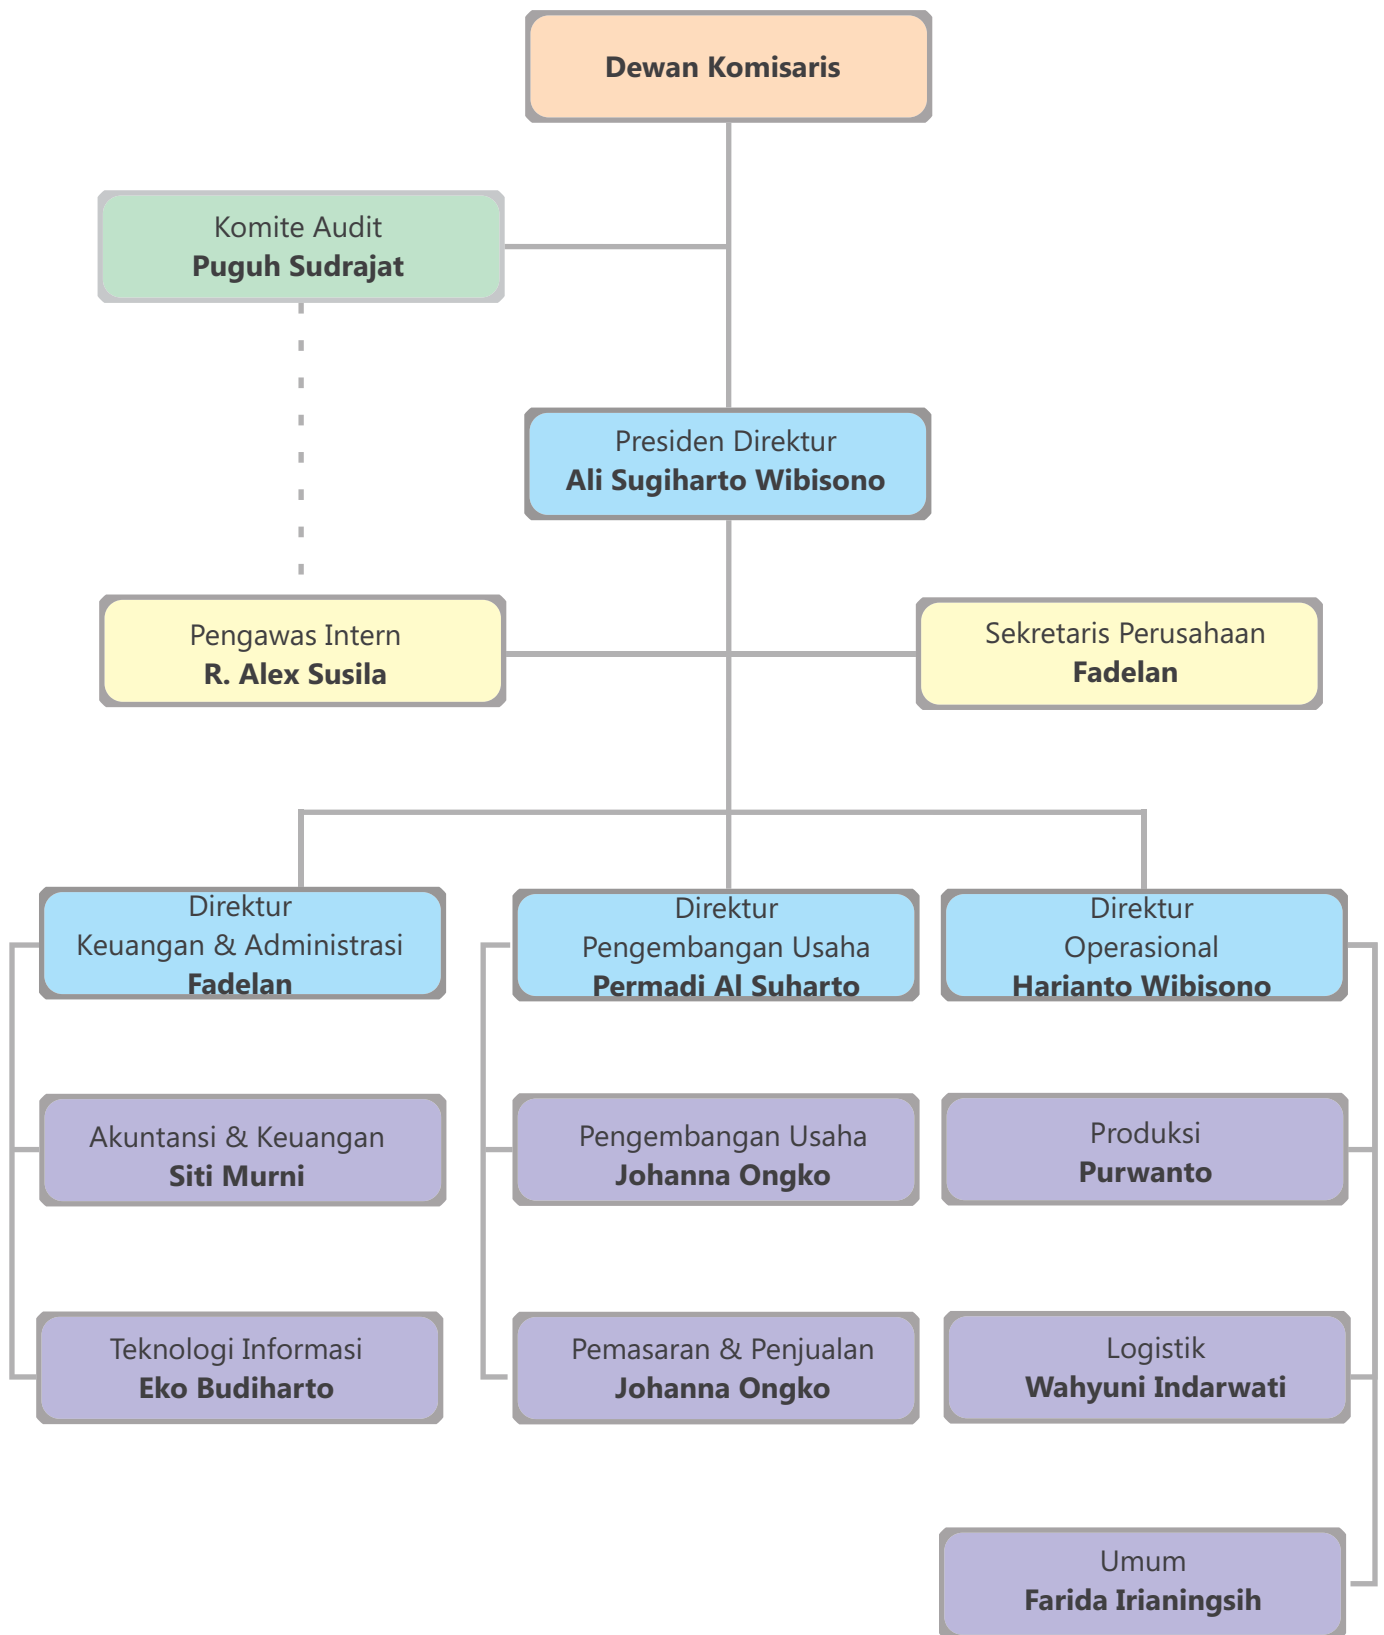 Dewan Komisaris
Komite Audit
Puguh Sudrajat
Presiden Direktur
Ali Sugiharto Wibisono
Pengawas Intern
R. Alex Susila
Sekretaris Perusahaan
Fadelan
Direktur
Keuangan & Administrasi
Fadelan
Direktur
Pengembangan Usaha
Permadi Al Suharto
Direktur
Operasional
Harianto Wibisono
Akuntansi & Keuangan
Siti Murni
Pengembangan Usaha
Johanna Ongko
Produksi
Purwanto
Teknologi Informasi
Eko Budiharto
Pemasaran & Penjualan
Johanna Ongko
Logistik
Wahyuni Indarwati
Umum
Farida Irianingsih